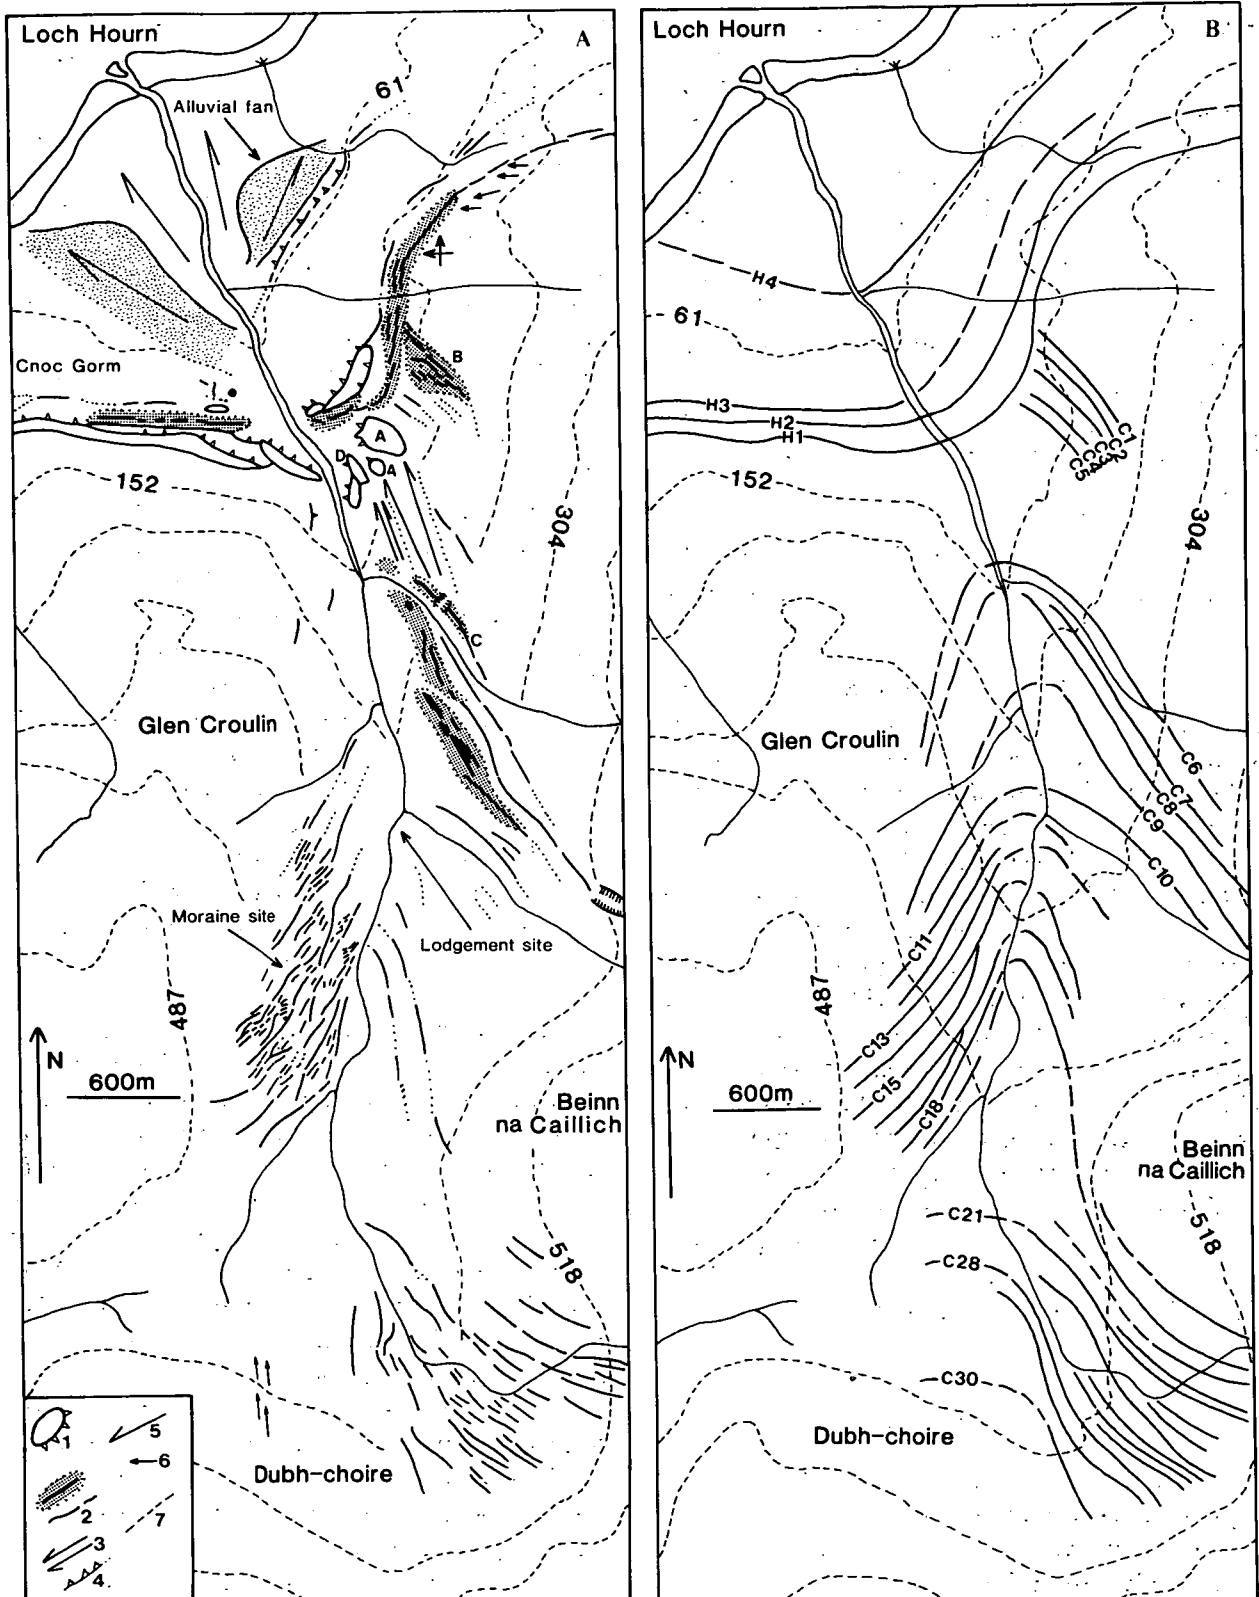 Loch Hourn
A
61
Alluvial fan
Cnoc Gorm
B
A
D
A
152
304
C
Glen Croulin
Moraine site
Lodgement site
487
N
600m
Beinn
na Caillich
518
Dubh-choire
1
2
3
4
5
6
7
Loch Hourn
B
H4
61
H3
H2
H1
C1
C2
C3
C4
C5
152
304
Glen Croulin
C6
C7
C8
C9
C10
C11
487
C13
C15
C18
N
600m
Beinn
na Caillich
C21
518
C28
C30
Dubh-choire